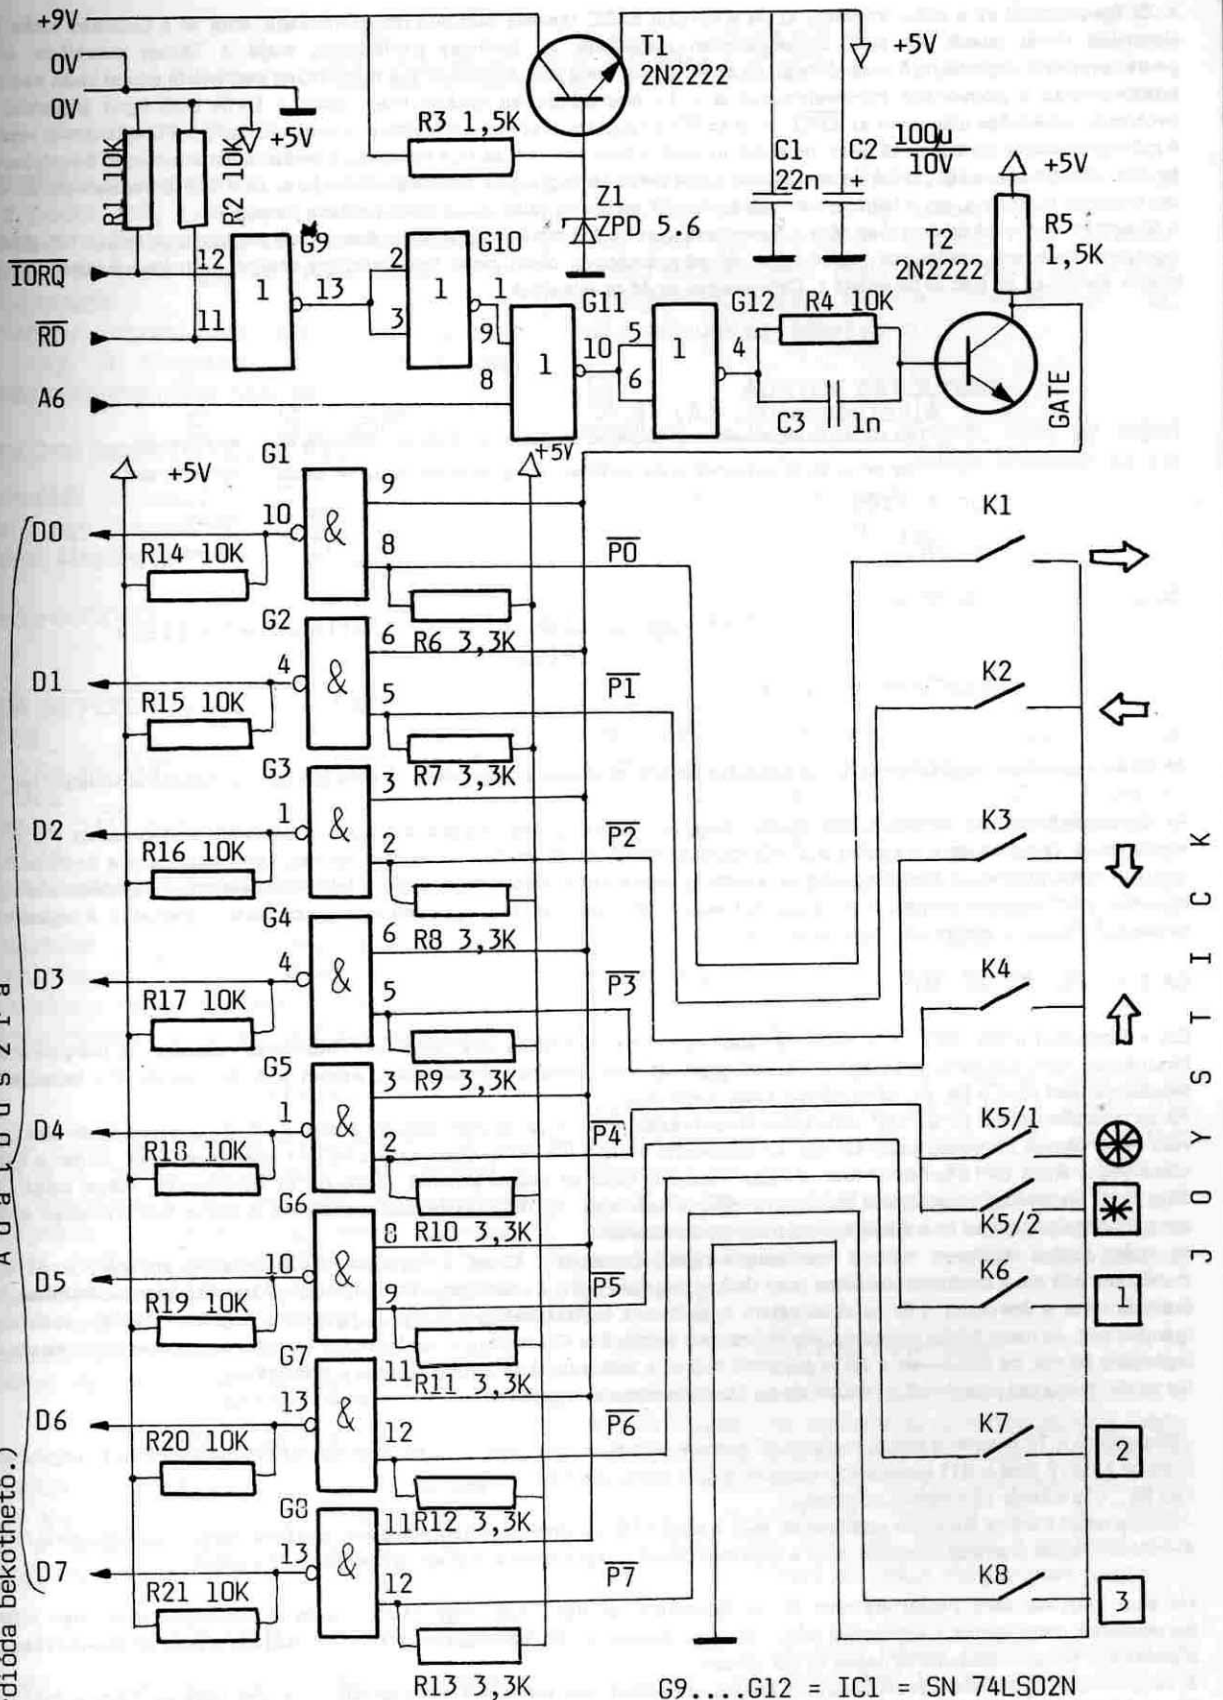 +9V
0V
0V
+5V
R1 10K
R2 10K
R3 1,5K
T1
2N2222
+5V
C1
22n
C2
100µ
10V
+
+5V
Z1
ZPD 5.6
R5
1,5K
T2
2N2222
G9
G10
G11
G12
R4 10K
C3
1n
GATE
IORQ
RD
A6
12
11
1
13
2
3
1
1
9
8
1
10
5
6
1
4
+5V
+5V
G1
D0
10
&
9
8
R14 10K
R6 3,3K
P0
K1
G2
D1
4
&
6
5
R15 10K
R7 3,3K
P1
K2
G3
D2
1
&
3
2
R16 10K
R8 3,3K
P2
K3
G4
D3
4
&
6
5
R17 10K
R9 3,3K
P3
K4
G5
D4
1
&
3
2
R18 10K
R10 3,3K
P4
K5/1
K5/2
G6
D5
10
&
8
9
R19 10K
R11 3,3K
P5
K6
1
G7
D6
13
&
11
12
R20 10K
R12 3,3K
P6
K7
2
G8
D7
13
&
11
12
R21 10K
R13 3,3K
P7
K8
3
JOYSTICK
dióda beköthető.)
G9....G12 = IC1 = SN 74LS02N